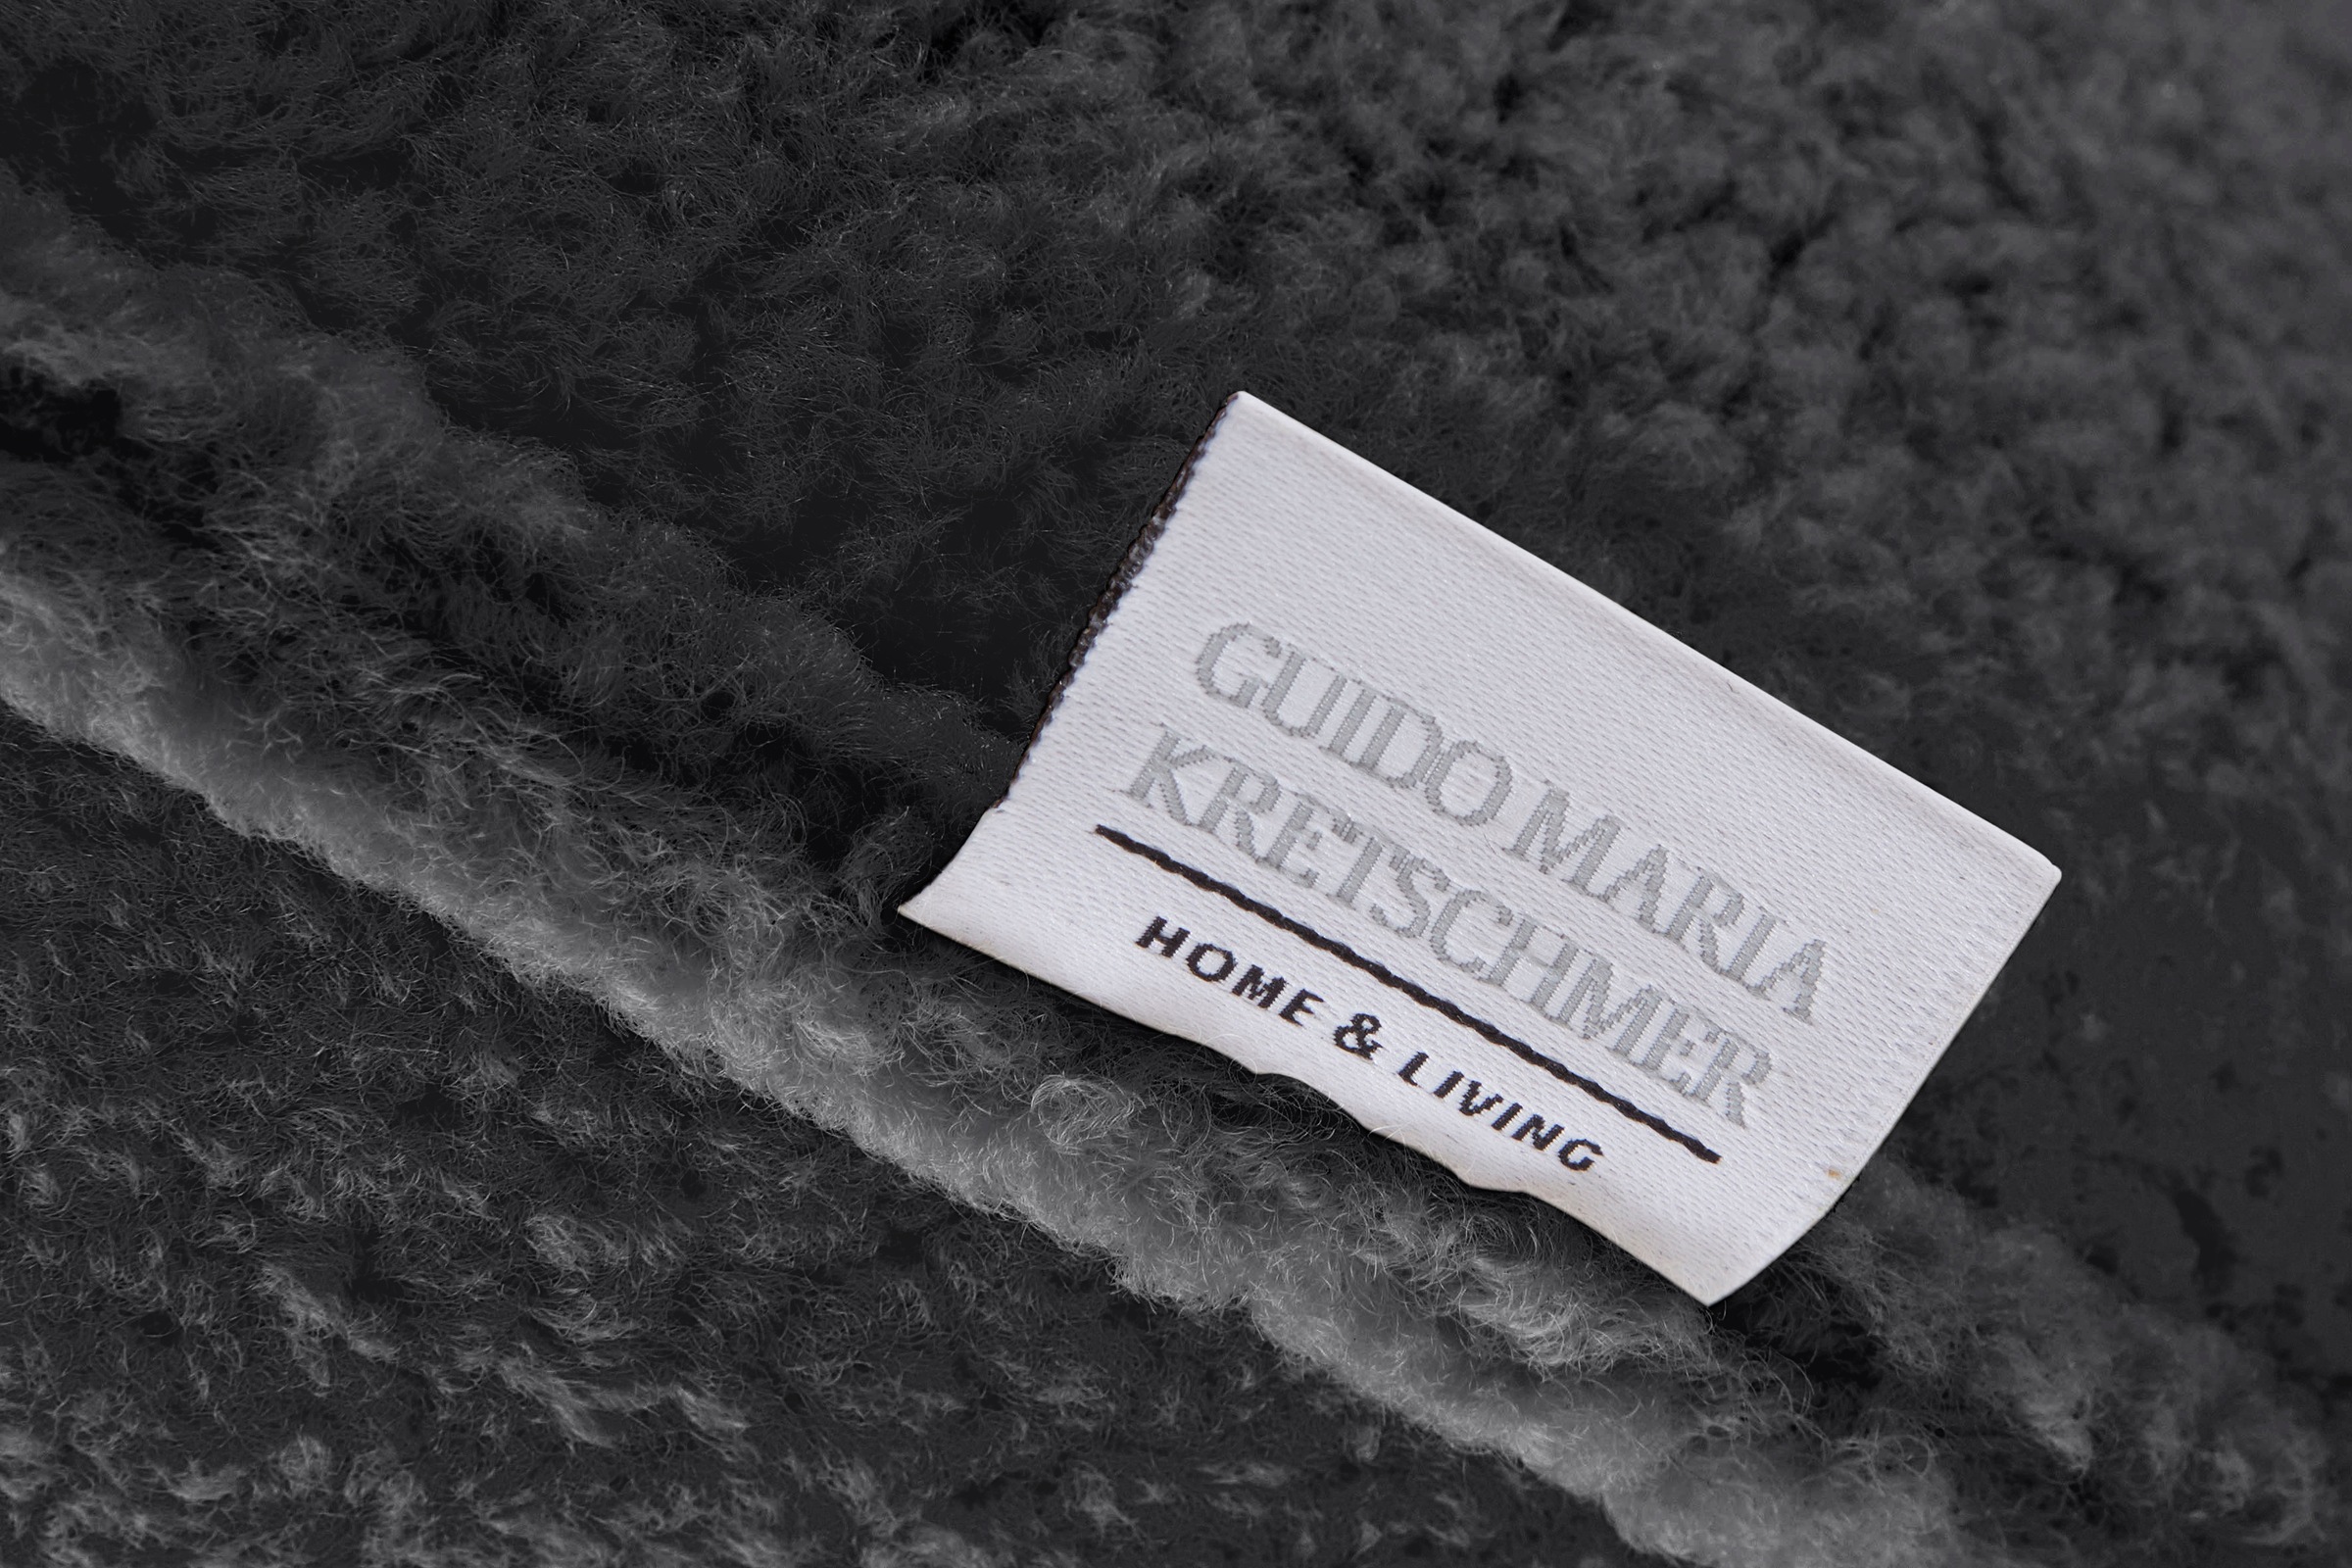 GUIDO MARIA
KRETSCHMER
HOME & LIVING